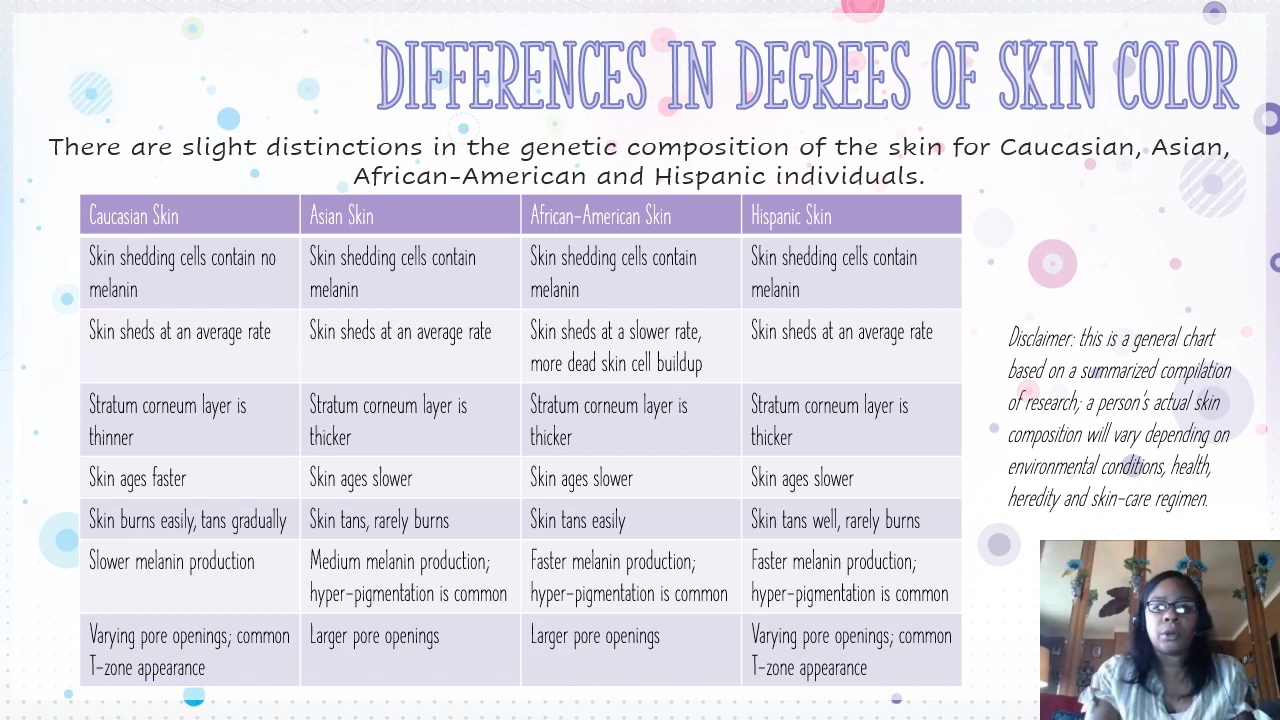 DIFFERENCES IN DEGREES OF SKIN COLOR
There are slight distinctions in the genetic composition of the skin for Caucasian, Asian,
African-American and Hispanic individuals.
Caucasian Skin
Asian Skin
African-American Skin
Hispanic Skin
Skin shedding cells contain no
melanin
Skin shedding cells contain
melanin
Skin shedding cells contain
melanin
Skin shedding cells contain
melanin
Skin sheds at an average rate
Skin sheds at an average rate
Skin sheds at a slower rate,
more dead skin cell buildup
Skin sheds at an average rate
Stratum corneum layer is
thinner
Stratum corneum layer is
thicker
Stratum corneum layer is
thicker
Stratum corneum layer is
thicker
Skin ages faster
Skin ages slower
Skin ages slower
Skin ages slower
Skin burns easily, tans gradually
Skin tans, rarely burns
Skin tans easily
Skin tans well, rarely burns
Slower melanin production
Medium melanin production;
hyper-pigmentation is common
Faster melanin production;
hyper-pigmentation is common
Faster melanin production;
hyper-pigmentation is common
Varying pore openings; common
T-zone appearance
Larger pore openings
Larger pore openings
Varying pore openings; common
T-zone appearance
Disclaimer: this is a general chart
based on a summarized compilation
of research; a person's actual skin
composition will vary depending on
environmental conditions, health,
heredity and skin-care regimen.